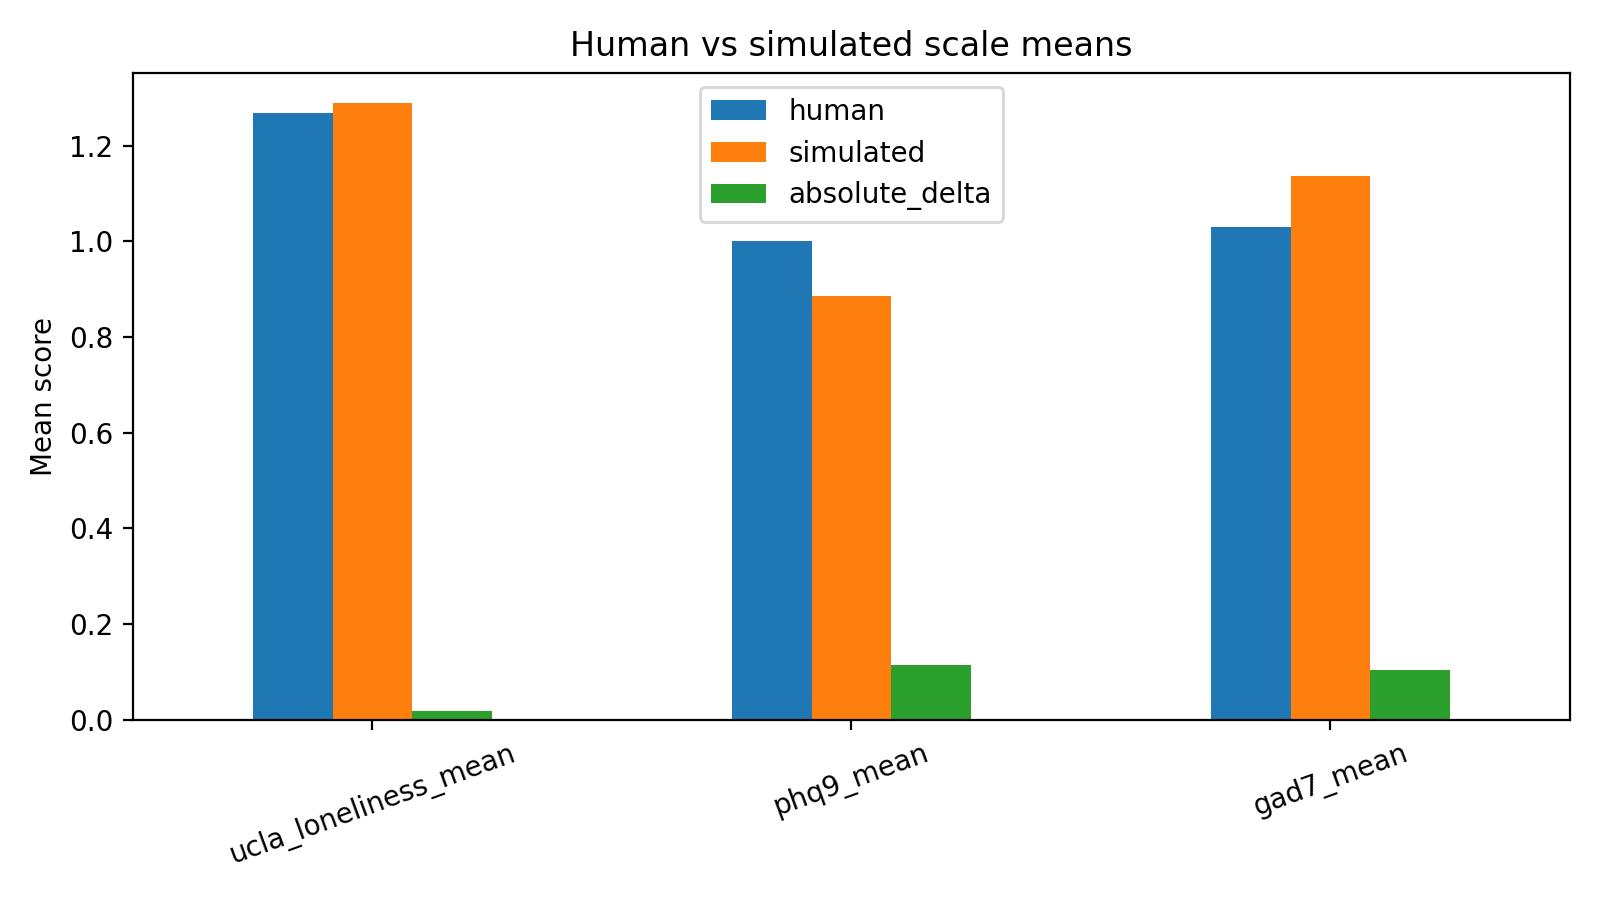 Human vs simulated scale means
human
simulated
absolute_delta
Mean score
1.2
1.0
0.8
0.6
0.4
0.2
0.0
ucla_loneliness_mean
phq9_mean
gad7_mean